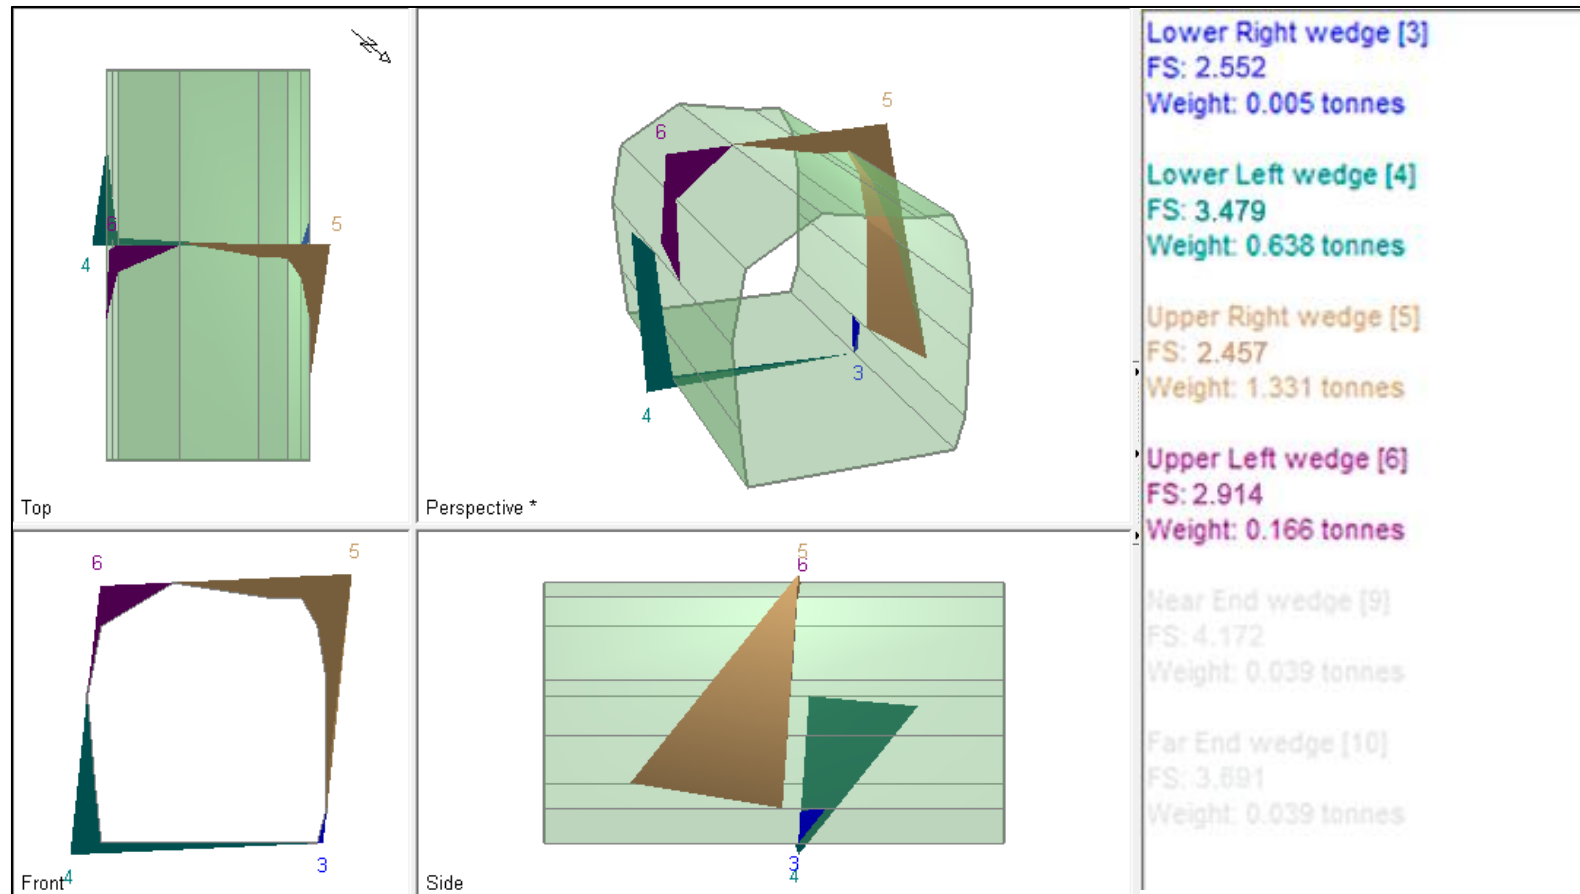 5
6
4
Top
5
6
3
4
Perspective *
6
5
3
4
Front
5
6
3
4
Side
Lower Right wedge [3]
FS: 2.552
Weight: 0.005 tonnes
Lower Left wedge [4]
FS: 3.479
Weight: 0.638 tonnes
Upper Right wedge [5]
FS: 2.457
Weight: 1.331 tonnes
Upper Left wedge [6]
FS: 2.914
Weight: 0.166 tonnes
Near End wedge [9]
FS: 4.172
Weight: 0.039 tonnes
Far End wedge [10]
FS: 3.691
Weight: 0.039 tonnes